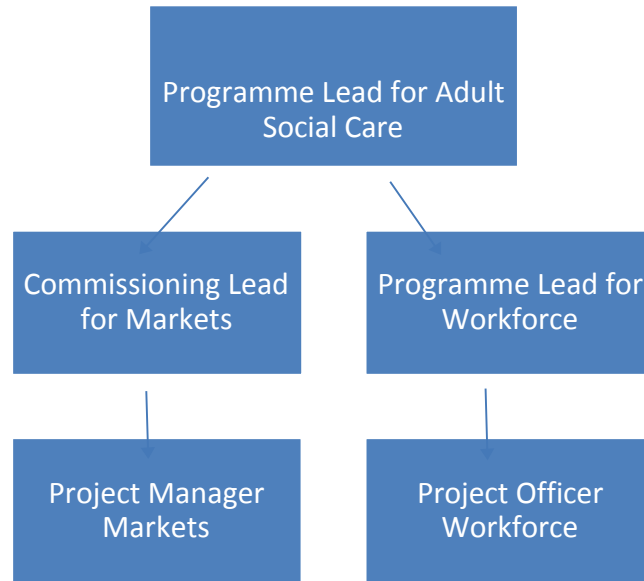 Programme Lead for Adult
Social Care
Commissioning Lead
for Markets
Programme Lead for
Workforce
Project Manager
Markets
Project Officer
Workforce